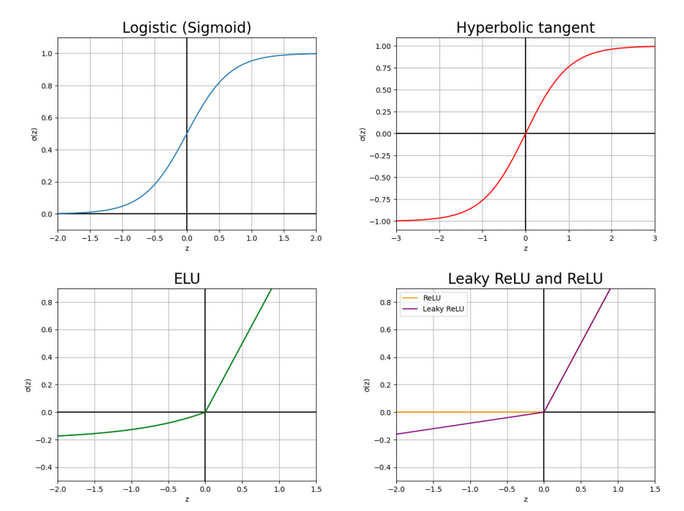 Logistic (Sigmoid)
1.0
0.8
0.6
0.4
0.2
0.0
σ(z)
−2.0 −1.5 −1.0 −0.5 0.0 0.5 1.0 1.5 2.0
z
Hyperbolic tangent
1.00
0.75
0.50
0.25
0.00
−0.25
−0.50
−0.75
−1.00
σ(z)
−3 −2 −1 0 1 2 3
z
ELU
0.8
0.6
0.4
0.2
0.0
−0.2
−0.4
σ(z)
−2.0 −1.5 −1.0 −0.5 0.0 0.5 1.0 1.5
z
Leaky ReLU and ReLU
ReLU
Leaky ReLU
0.8
0.6
0.4
0.2
0.0
−0.2
−0.4
σ(z)
−2.0 −1.5 −1.0 −0.5 0.0 0.5 1.0 1.5
z